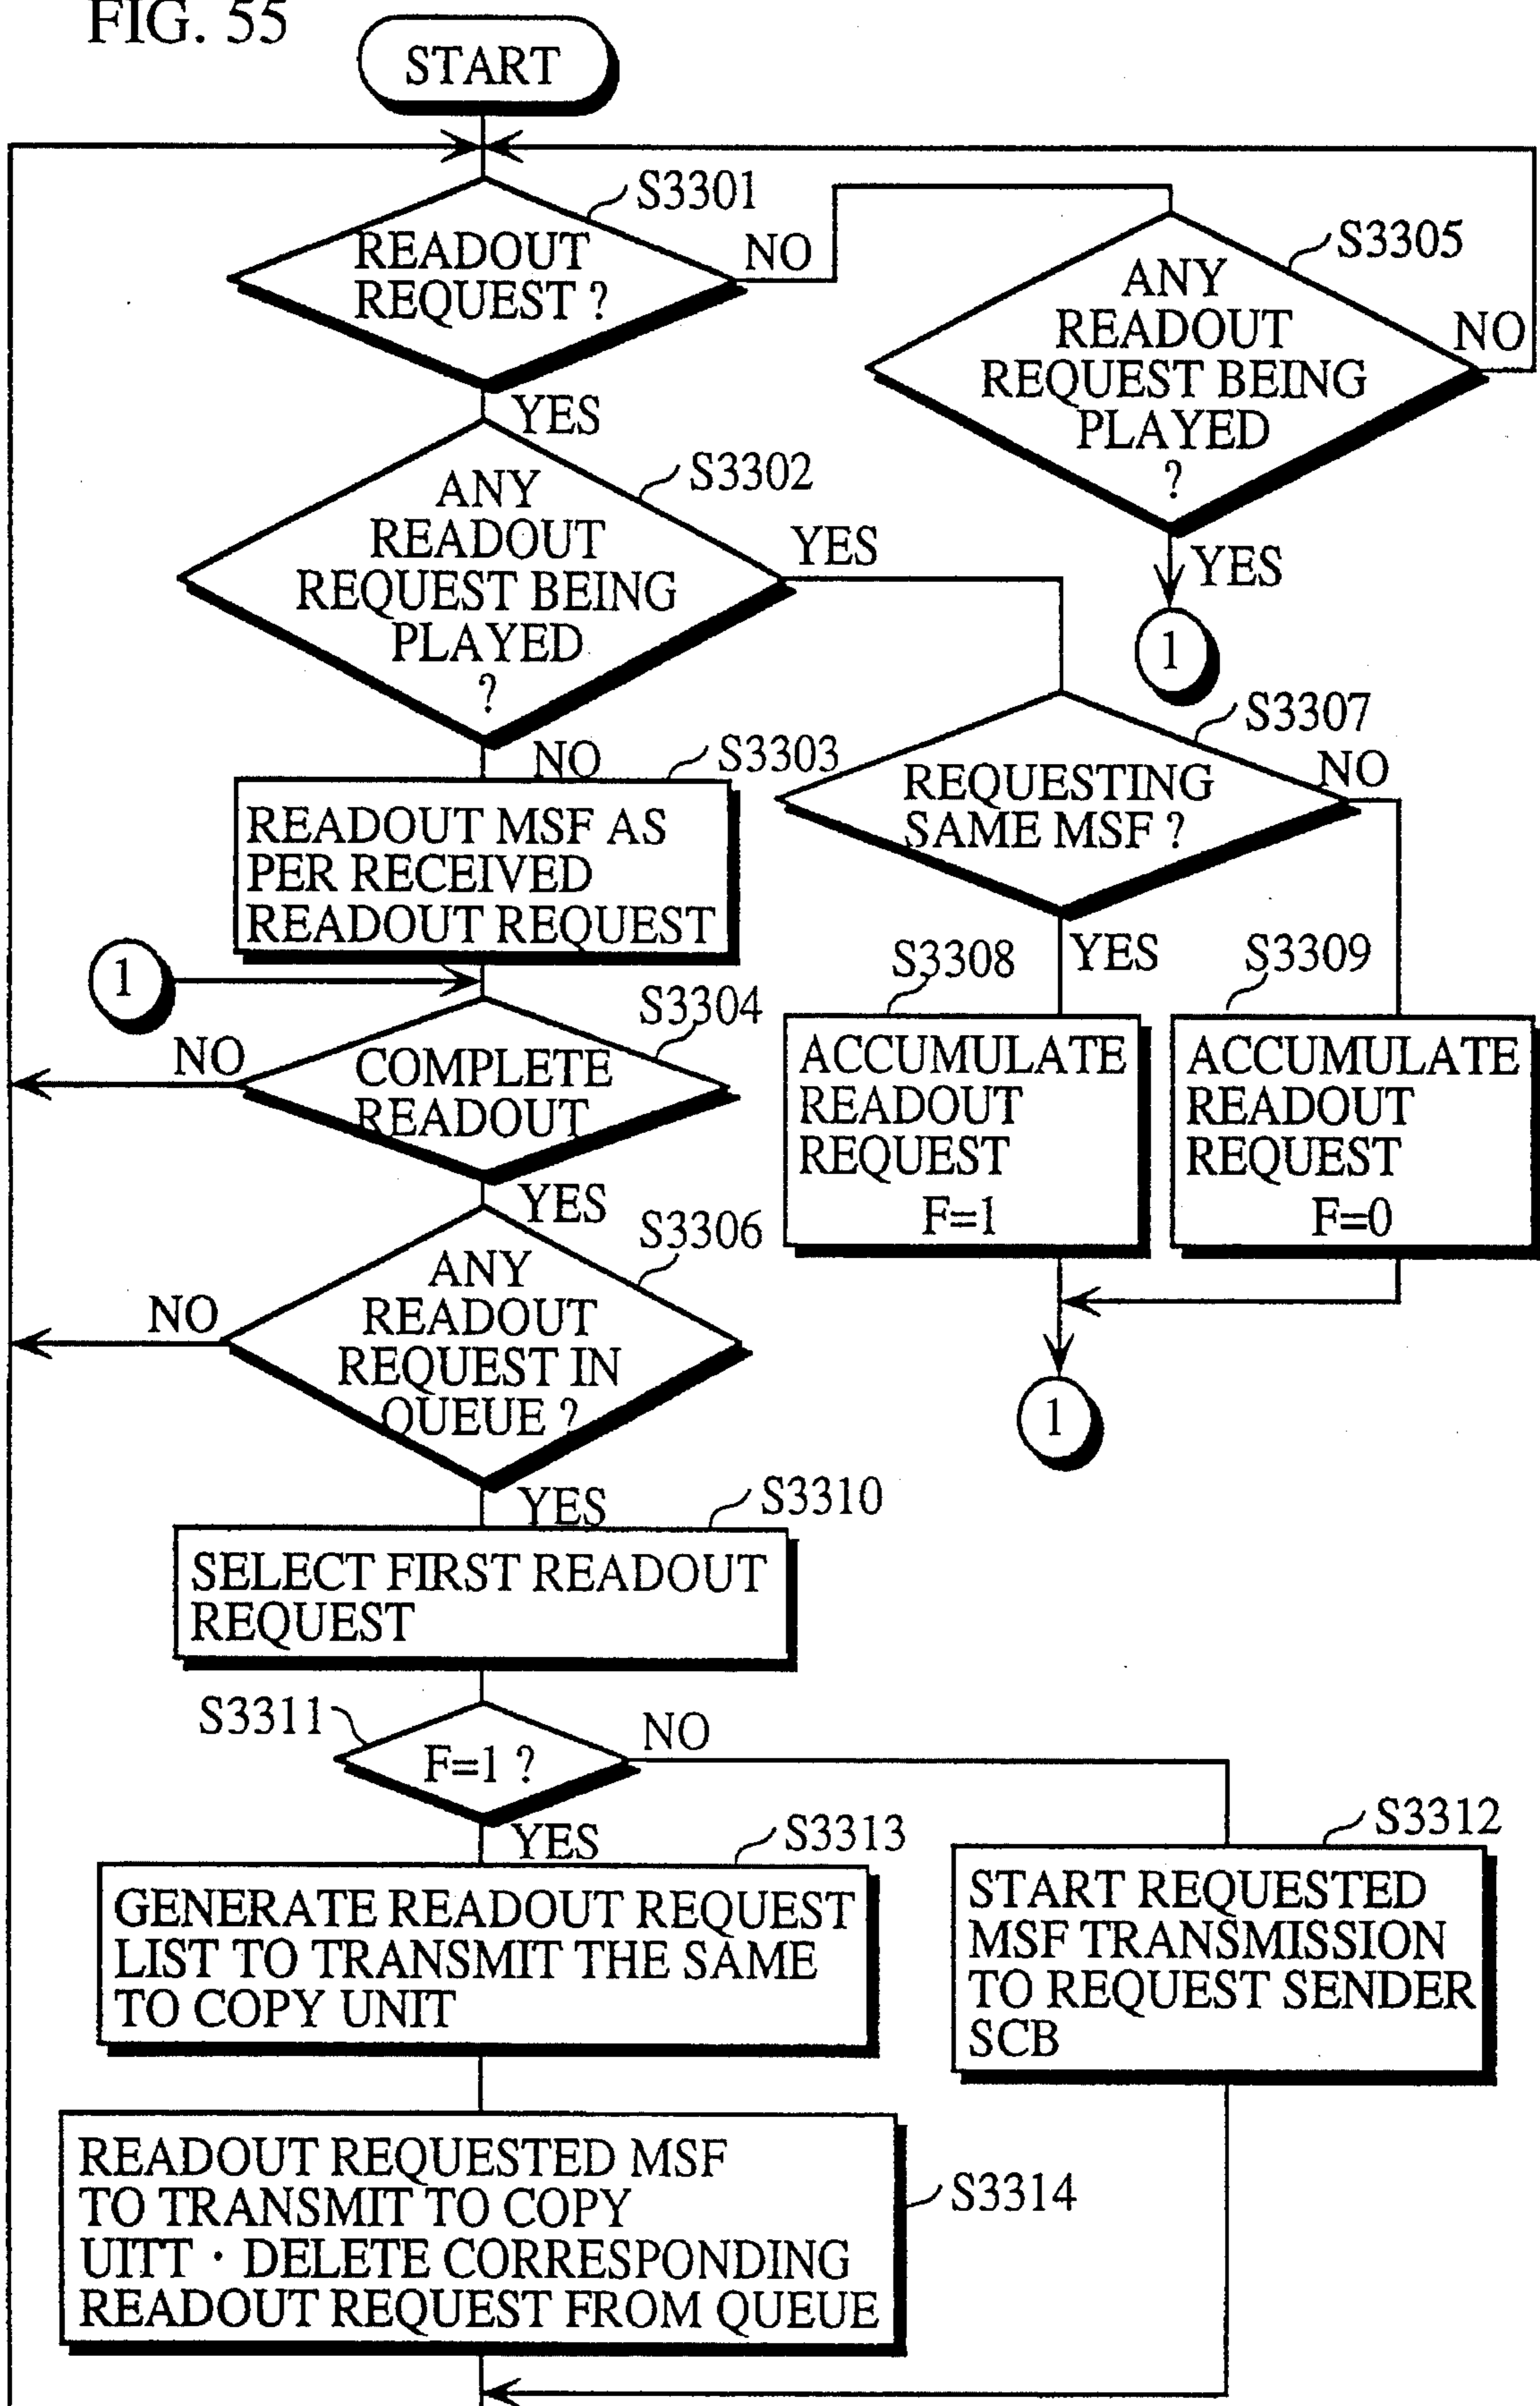 FIG. 55
START
S3301
READOUT
REQUEST ?
NO
YES
S3305
ANY
READOUT
REQUEST BEING
PLAYED
?
NO
YES
1
S3302
ANY
READOUT
REQUEST BEING
PLAYED
?
YES
NO
S3303
READOUT MSF AS
PER RECEIVED
READOUT REQUEST
S3307
REQUESTING
SAME MSF ?
NO
YES
1
S3304
COMPLETE
READOUT
NO
YES
S3308
ACCUMULATE
READOUT
REQUEST
F=1
S3309
ACCUMULATE
READOUT
REQUEST
F=0
1
S3306
ANY
READOUT
REQUEST IN
QUEUE ?
NO
YES
S3310
SELECT FIRST READOUT
REQUEST
S3311
F=1 ?
NO
YES
S3313
GENERATE READOUT REQUEST
LIST TO TRANSMIT THE SAME
TO COPY UNIT
S3312
START REQUESTED
MSF TRANSMISSION
TO REQUEST SENDER
SCB
READOUT REQUESTED MSF
TO TRANSMIT TO COPY
UITT · DELETE CORRESPONDING
READOUT REQUEST FROM QUEUE
S3314